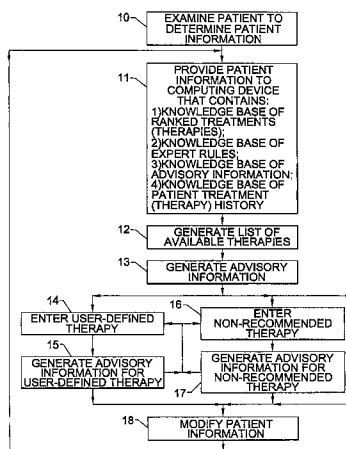 10
EXAMINE PATIENT TO
DETERMINE PATIENT
INFORMATION
11
PROVIDE PATIENT
INFORMATION TO
COMPUTING DEVICE
THAT CONTAINS:
1)KNOWLEDGE BASE OF
RANKED TREATMENTS
(THERAPIES);
2)KNOWLEDGE BASE OF
EXPERT RULES;
3)KNOWLEDGE BASE OF
ADVISORY INFORMATION;
4)KNOWLEDGE BASE OF
PATIENT TREATMENT
(THERAPY) HISTORY
12
GENERATE LIST OF
AVAILABLE THERAPIES
13
GENERATE ADVISORY
INFORMATION
14
ENTER USER-DEFINED
THERAPY
16
ENTER
NON-RECOMMENDED
THERAPY
15
GENERATE ADVISORY
INFORMATION FOR
USER-DEFINED THERAPY
GENERATE ADVISORY
INFORMATION FOR
NON-RECOMMENDED
THERAPY
17
18
MODIFY PATIENT
INFORMATION